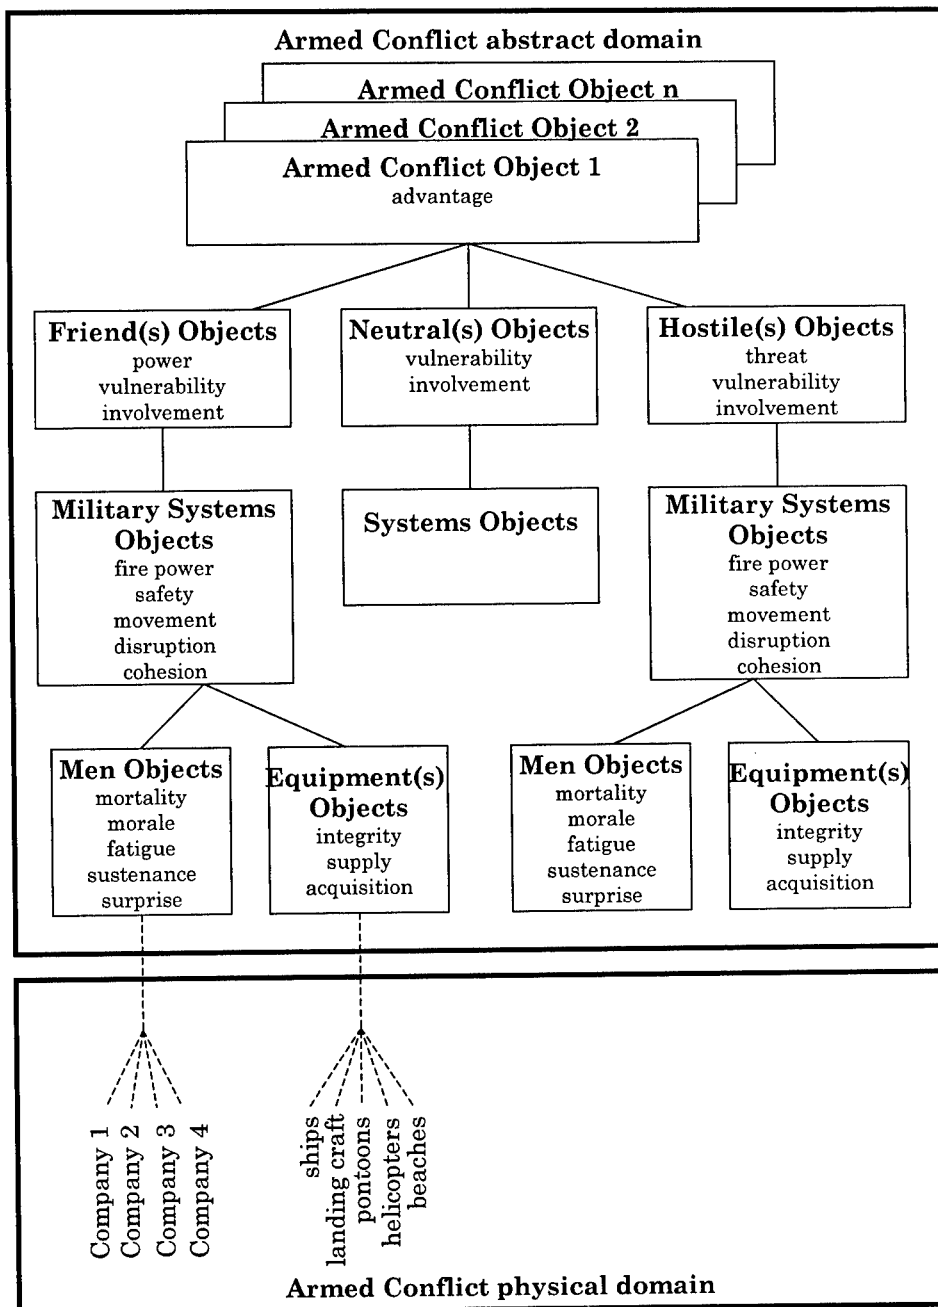 Armed Conflict abstract domain
Armed Conflict Object n
Armed Conflict Object 2
Armed Conflict Object 1
advantage
Friend(s) Objects
power
vulnerability
involvement
Neutral(s) Objects
vulnerability
involvement
Hostile(s) Objects
threat
vulnerability
involvement
Military Systems
Objects
fire power
safety
movement
disruption
cohesion
Systems Objects
Military Systems
Objects
fire power
safety
movement
disruption
cohesion
Men Objects
mortality
morale
fatigue
sustenance
surprise
Equipment(s)
Objects
integrity
supply
acquisition
Men Objects
mortality
morale
fatigue
sustenance
surprise
Equipment(s)
Objects
integrity
supply
acquisition
Company 1
Company 2
Company 3
Company 4
ships
landing craft
pontoons
helicopters
beaches
Armed Conflict physical domain